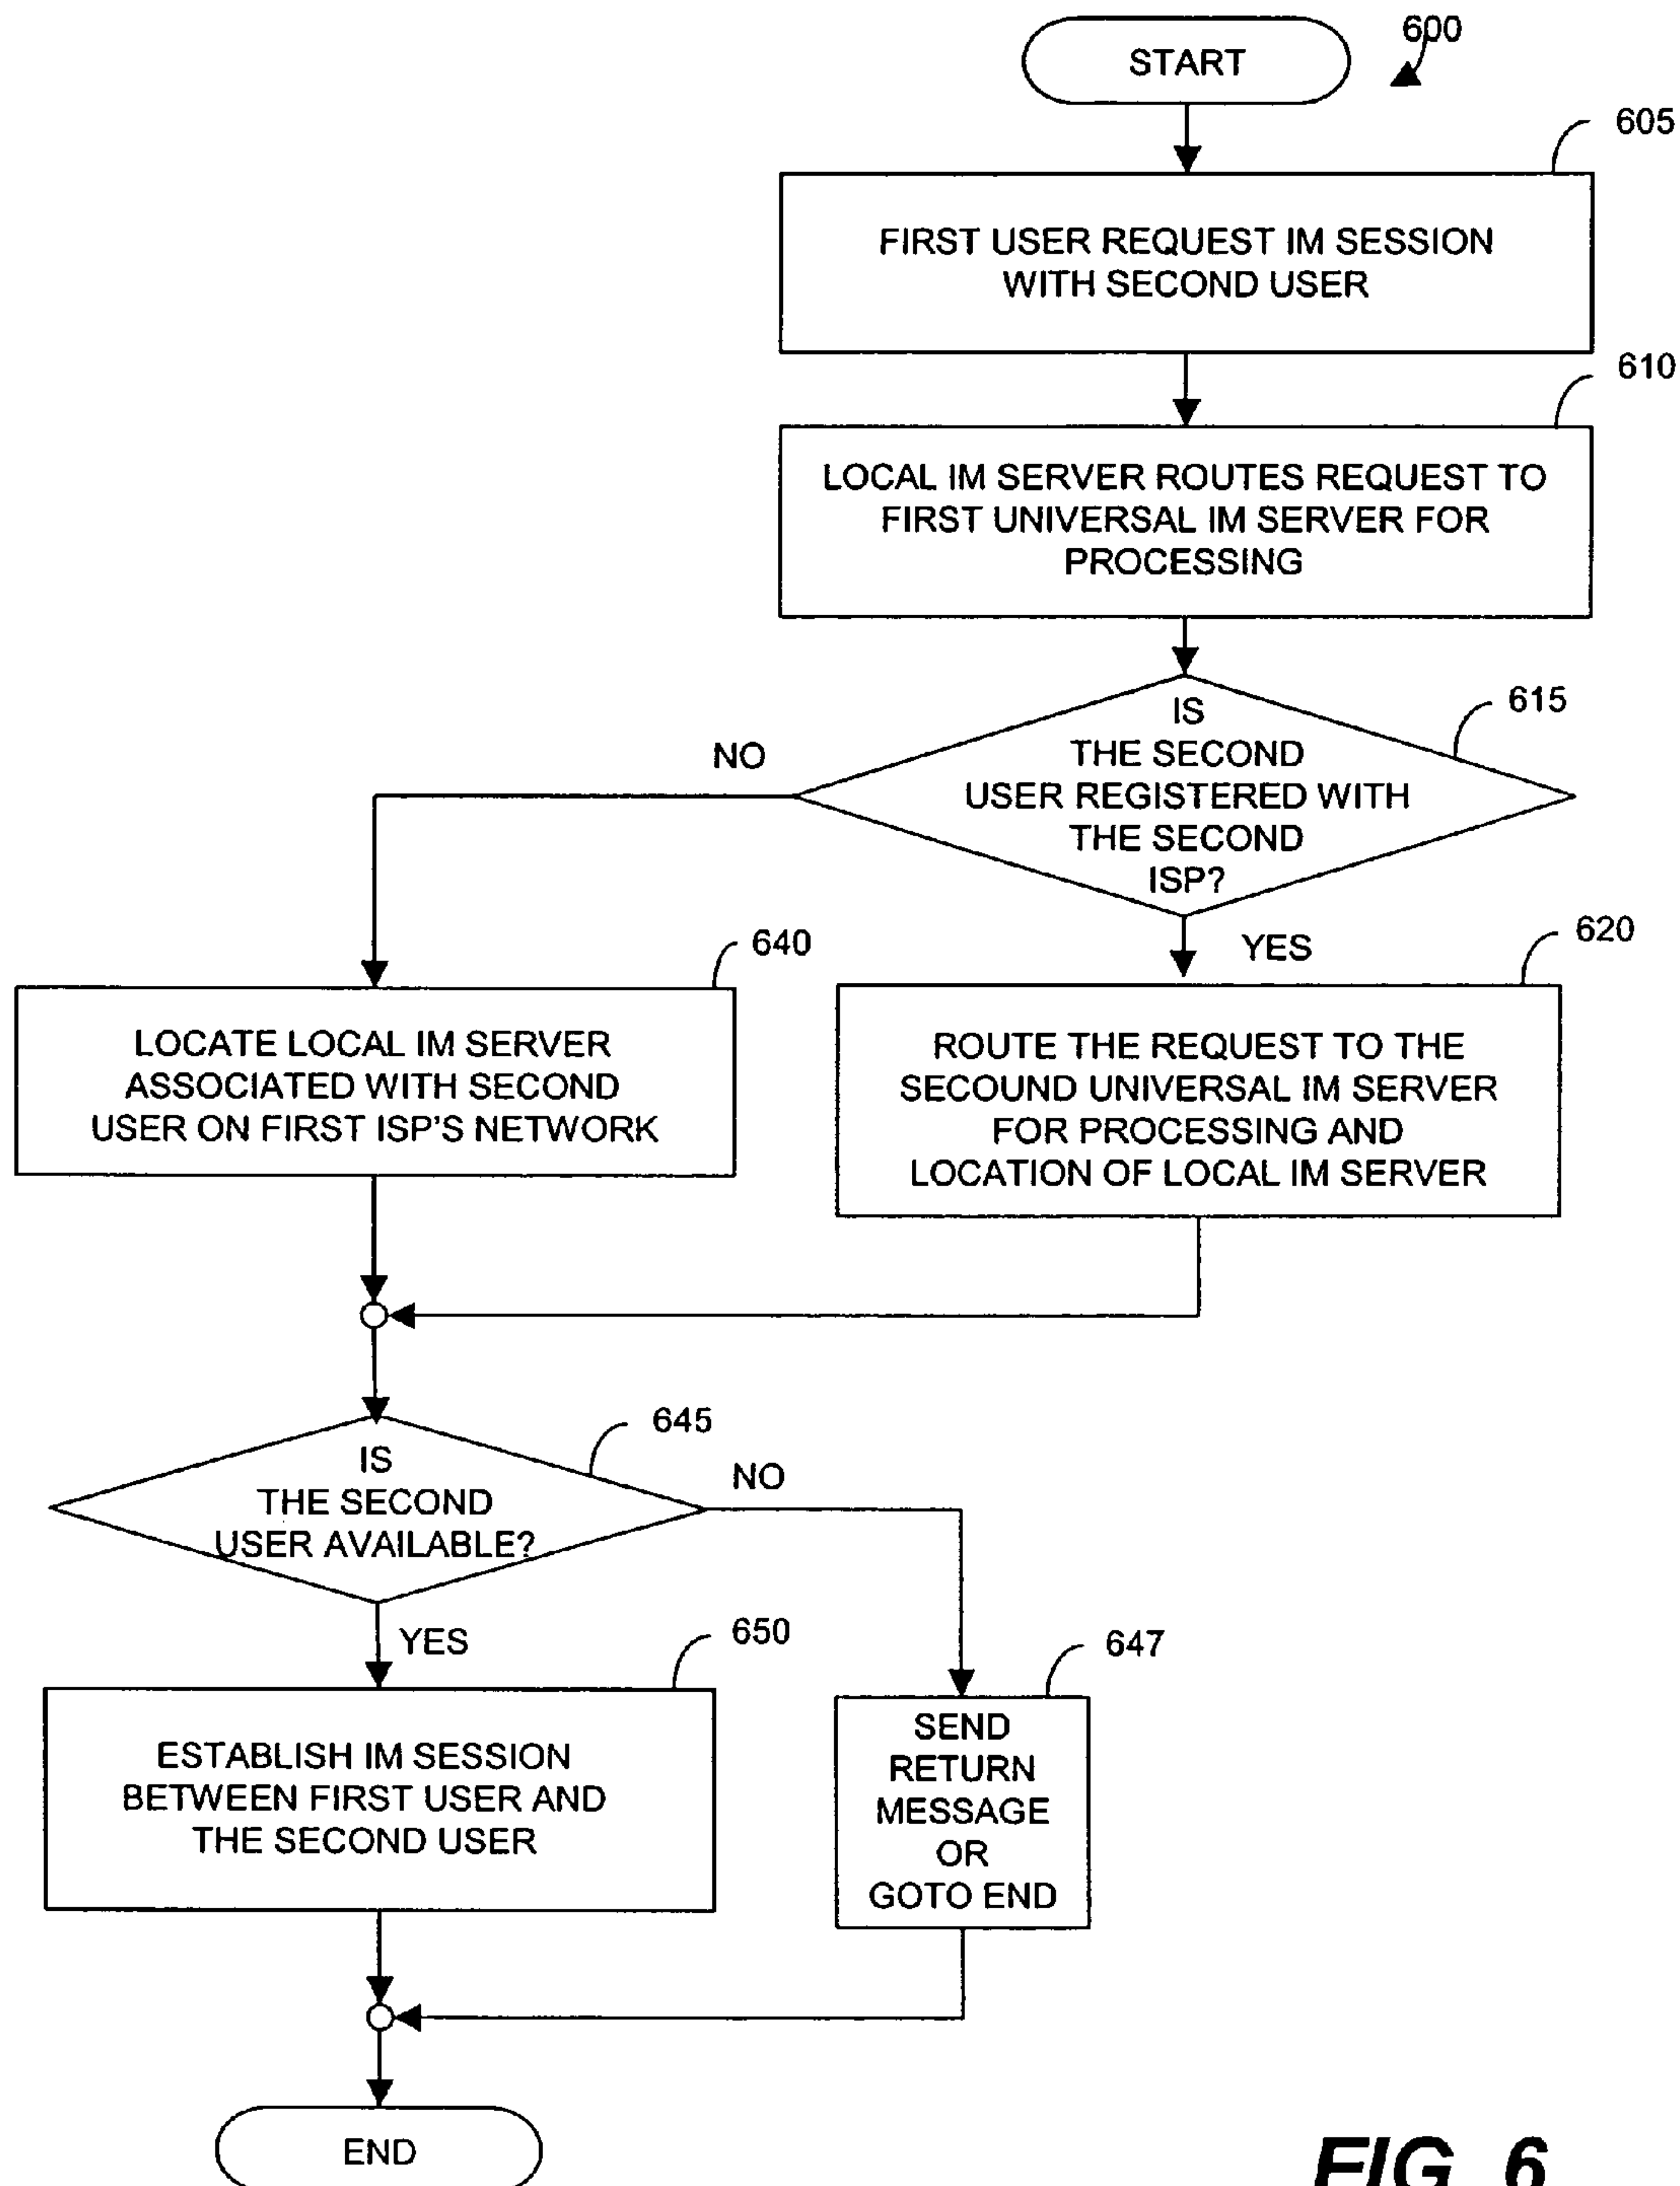 START
600
605
FIRST USER REQUEST IM SESSION
WITH SECOND USER
610
LOCAL IM SERVER ROUTES REQUEST TO
FIRST UNIVERSAL IM SERVER FOR
PROCESSING
615
IS
THE SECOND
USER REGISTERED WITH
THE SECOND
ISP?
NO
YES
640
LOCATE LOCAL IM SERVER
ASSOCIATED WITH SECOND
USER ON FIRST ISP'S NETWORK
620
ROUTE THE REQUEST TO THE
SECOUND UNIVERSAL IM SERVER
FOR PROCESSING AND
LOCATION OF LOCAL IM SERVER
645
IS
THE SECOND
USER AVAILABLE?
NO
YES
650
ESTABLISH IM SESSION
BETWEEN FIRST USER AND
THE SECOND USER
647
SEND
RETURN
MESSAGE
OR
GOTO END
END
FIG. 6